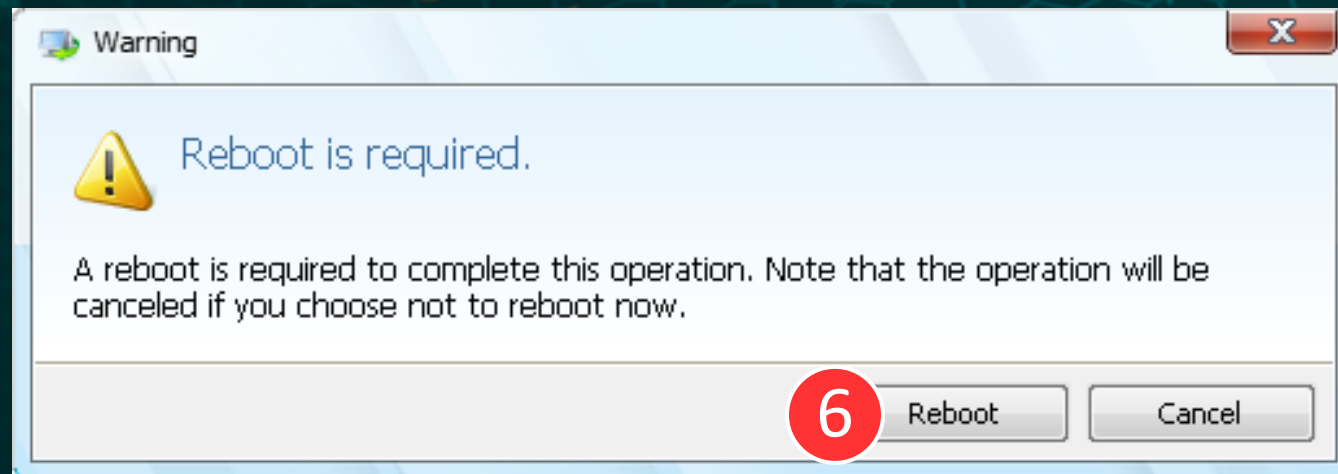 Warning
Reboot is required.
A reboot is required to complete this operation. Note that the operation will be
canceled if you choose not to reboot now.
6 Reboot Cancel